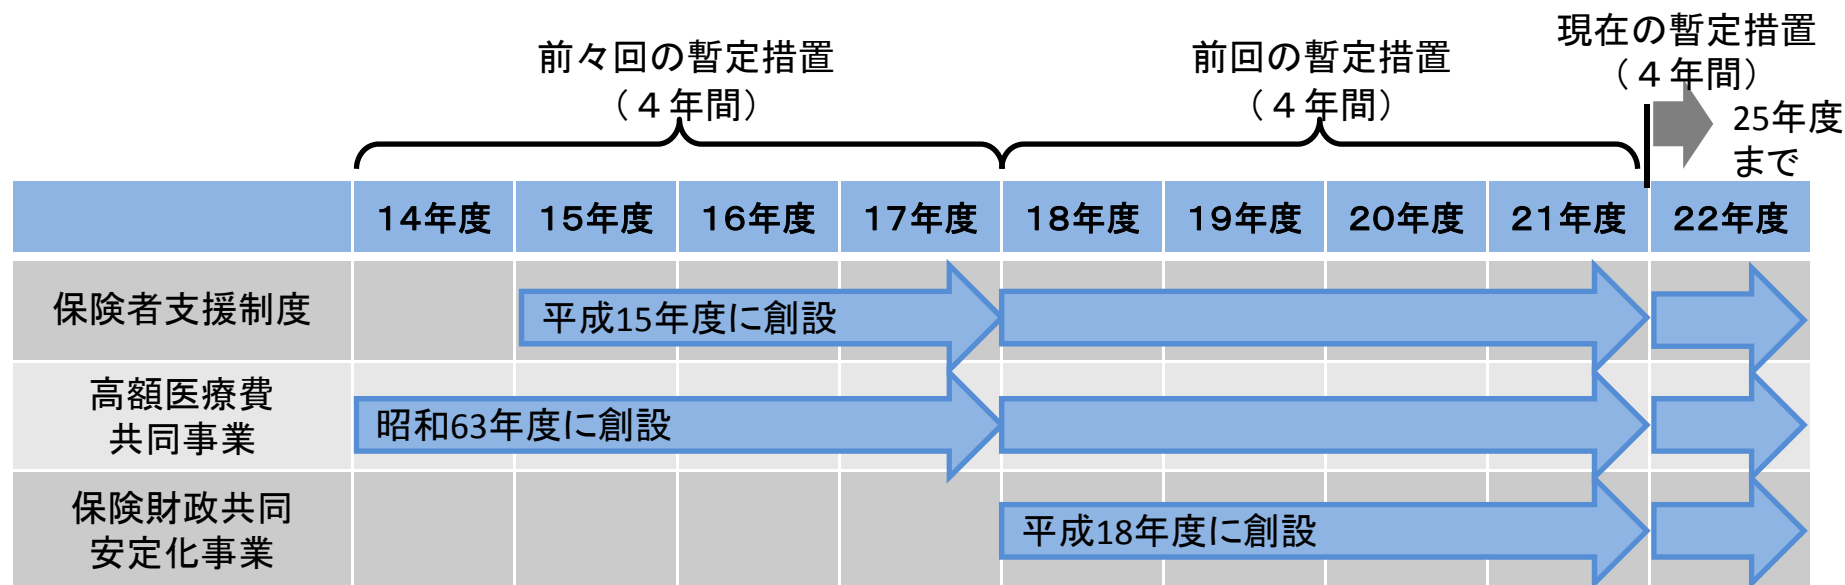 前々回の暫定措置
（４年間）
前回の暫定措置
（４年間）
現在の暫定措置
（４年間）
25年度
まで
14年度 15年度 16年度 17年度 18年度 19年度 20年度 21年度 22年度
保険者支援制度
平成15年度に創設
高額医療費
共同事業
昭和63年度に創設
保険財政共同
安定化事業
平成18年度に創設